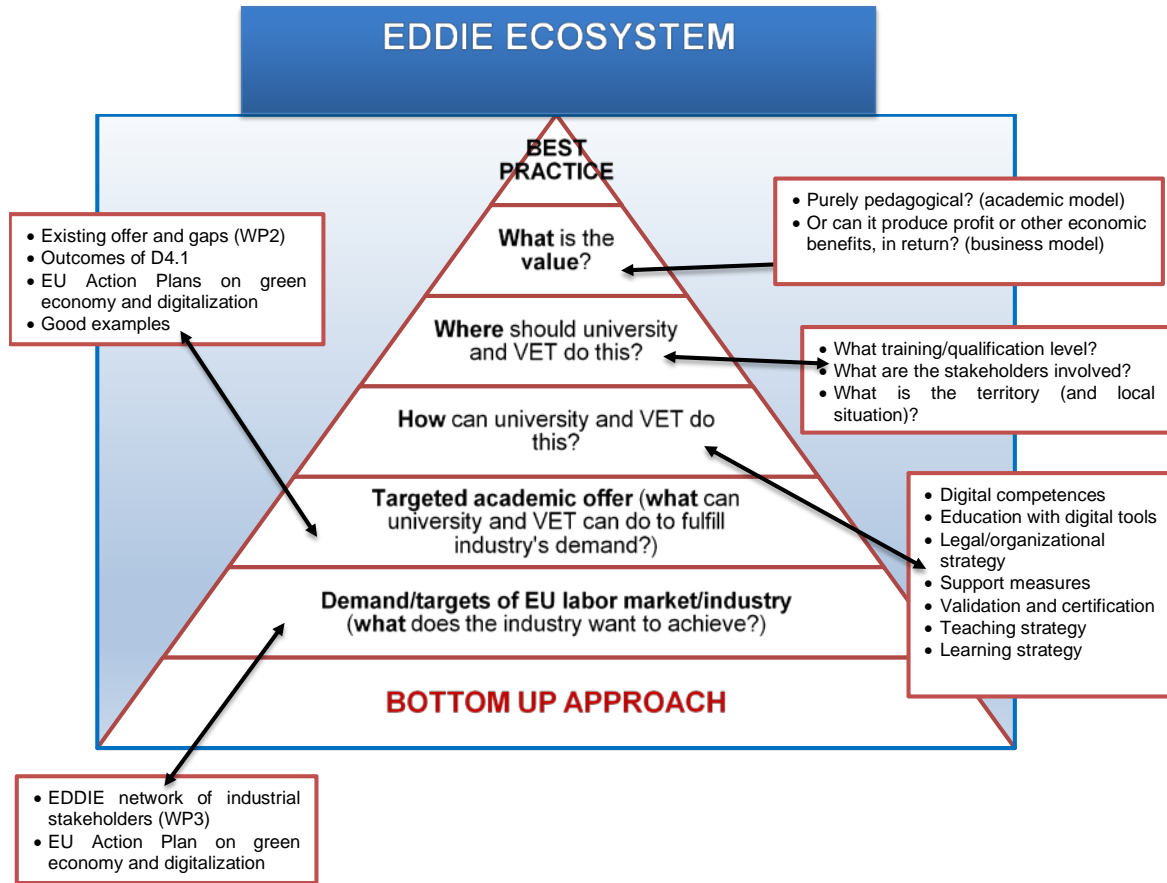 EDDIE ECOSYSTEM
BEST
PRACTICE
What is the
value?
Where should university
and VET do this?
How can university and VET do
this?
Targeted academic offer (what can
university and VET can do to fulfill
industry's demand?)
Demand/targets of EU labor market/industry
(what does the industry want to achieve?)
BOTTOM UP APPROACH
• Existing offer and gaps (WP2)
• Outcomes of D4.1
• EU Action Plans on green
economy and digitalization
• Good examples
• Purely pedagogical? (academic model)
• Or can it produce profit or other economic
benefits, in return? (business model)
• What training/qualification level?
• What are the stakeholders involved?
• What is the territory (and local
situation)?
• Digital competences
• Education with digital tools
• Legal/organizational
strategy
• Support measures
• Validation and certification
• Teaching strategy
• Learning strategy
• EDDIE network of industrial
stakeholders (WP3)
• EU Action Plan on green
economy and digitalization